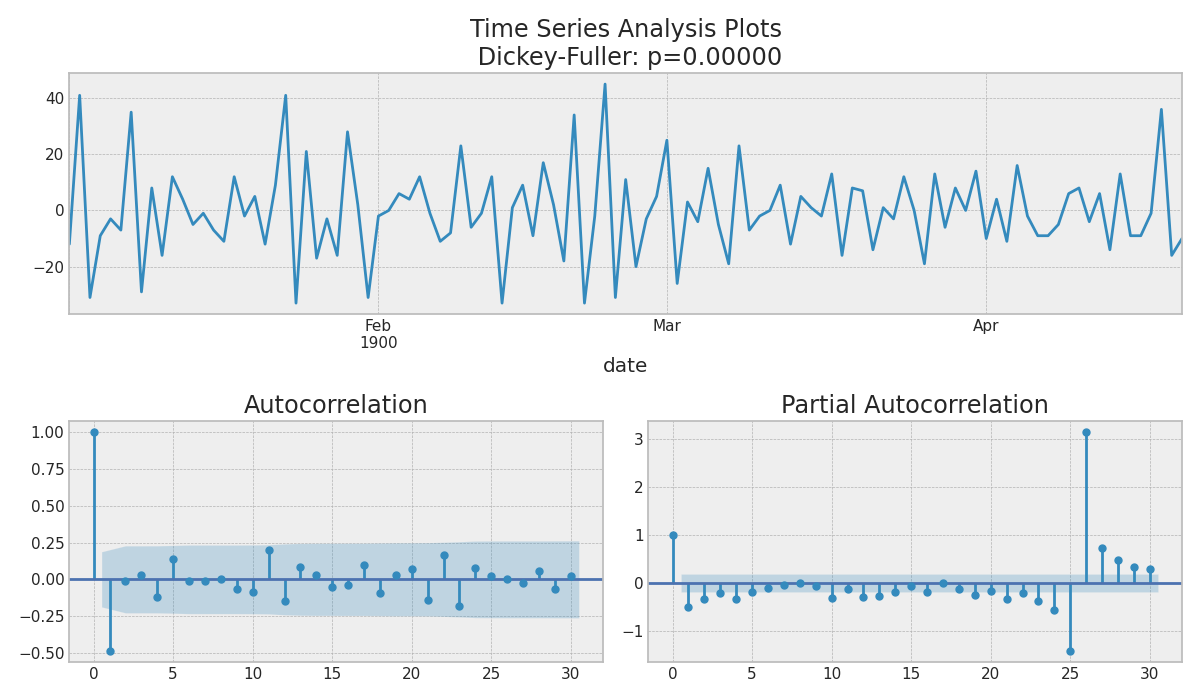 Time Series Analysis Plots
Dickey-Fuller: p=0.00000
40
20
0
−20
Feb
1900
Mar
Apr
date
Autocorrelation
1.00
0.75
0.50
0.25
0.00
−0.25
−0.50
0 5 10 15 20 25 30
Partial Autocorrelation
3
2
1
0
−1
0 5 10 15 20 25 30